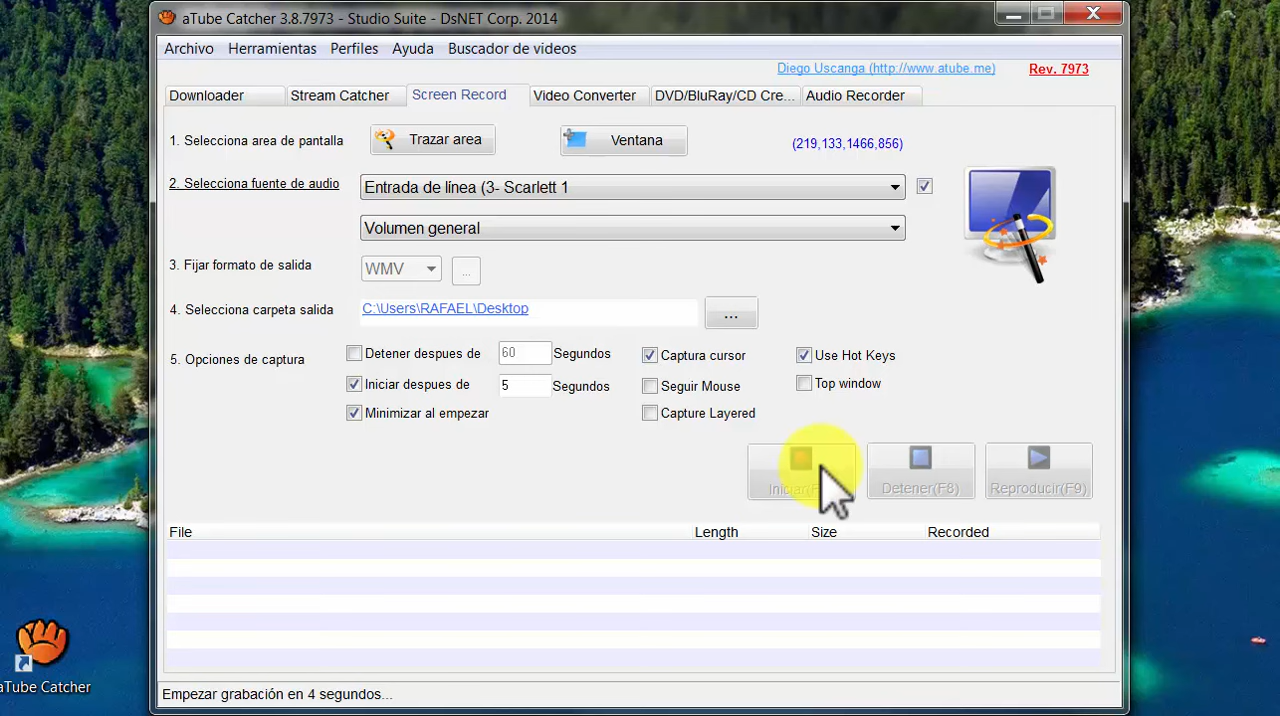 aTube Catcher 3.8.7973 - Studio Suite - DsNET Corp. 2014
Archivo Herramientas Perfiles Ayuda Buscador de videos
Diego Uscanga (http://www.atube.me) Rev. 7973
Downloader Stream Catcher Screen Record Video Converter DVD/BluRay/CD Cre... Audio Recorder
1. Selecciona area de pantalla Trazar area Ventana (219,133,1466,856)
2. Selecciona fuente de audio Entrada de línea (3- Scarlett 1
Volumen general
3. Fijar formato de salida WMV ...
4. Selecciona carpeta salida C:\Users\RAFAEL\Desktop ...
5. Opciones de captura
Detener despues de 60 Segundos Captura cursor Use Hot Keys
Iniciar despues de 5 Segundos Seguir Mouse Top window
Minimizar al empezar Capture Layered
Detener(F8) Reproducir(F9)
File Length Size Recorded
aTube Catcher
Empezar grabación en 4 segundos...